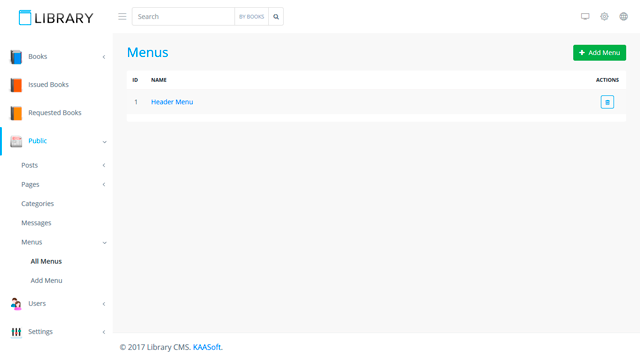 LIBRARY
Search
BY BOOKS
Books
Issued Books
Requested Books
Public
Posts
Pages
Categories
Messages
Menus
All Menus
Add Menu
Users
Settings
Menus
Add Menu
ID NAME ACTIONS
1 Header Menu
© 2017 Library CMS. KAASoft.